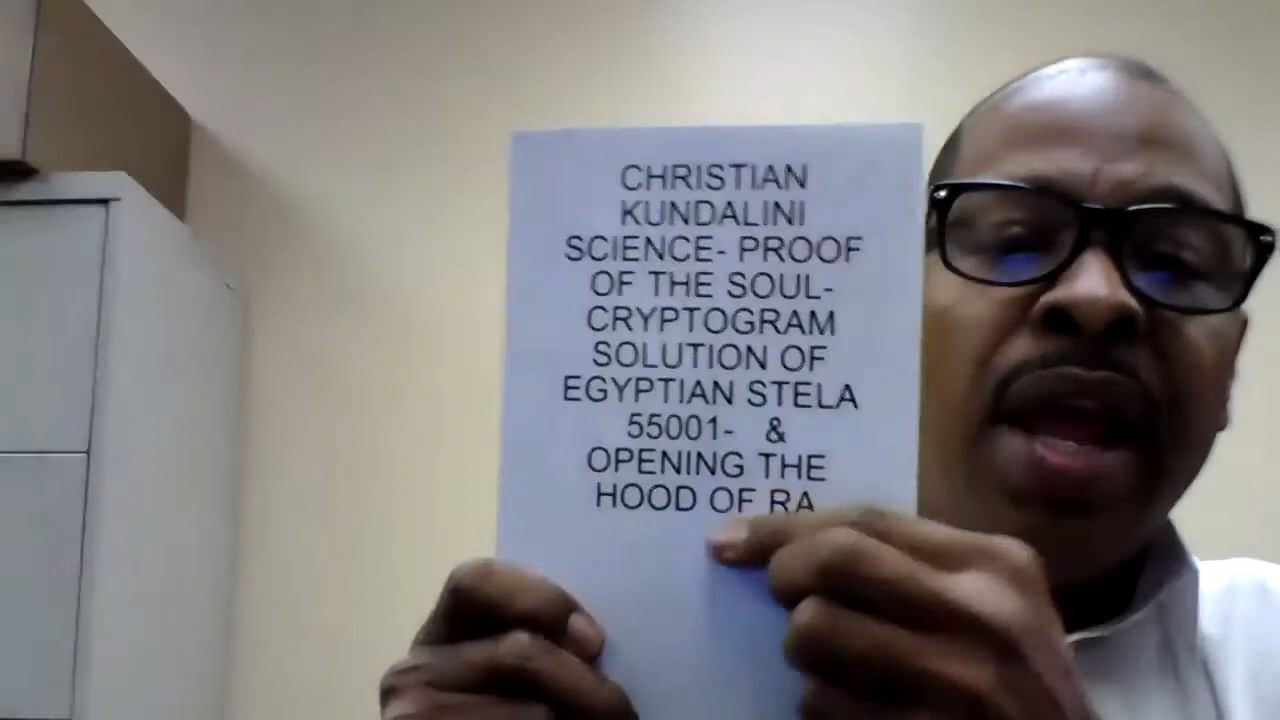 CHRISTIAN
KUNDALINI
SCIENCE- PROOF
OF THE SOUL-
CRYPTOGRAM
SOLUTION OF
EGYPTIAN STELA
55001- &
OPENING THE
HOOD OF RA